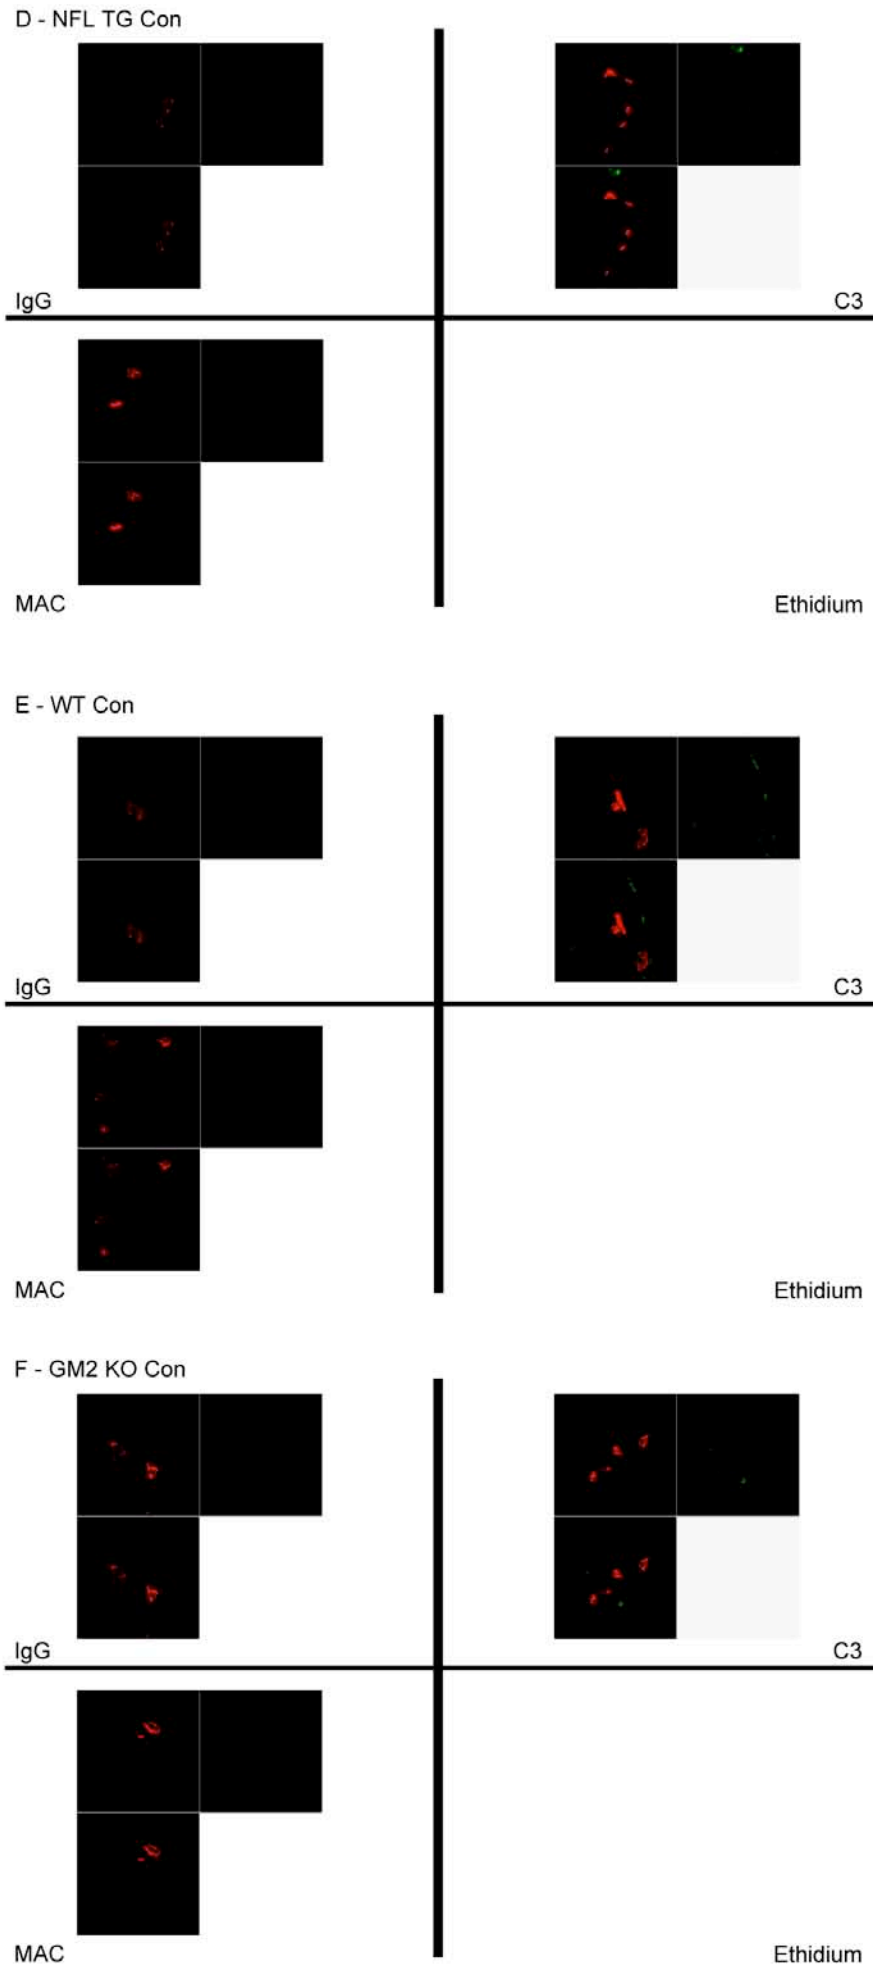 D - NFL TG Con
IgG
C3
MAC
Ethidium
E - WT Con
IgG
C3
MAC
Ethidium
F - GM2 KO Con
IgG
C3
MAC
Ethidium